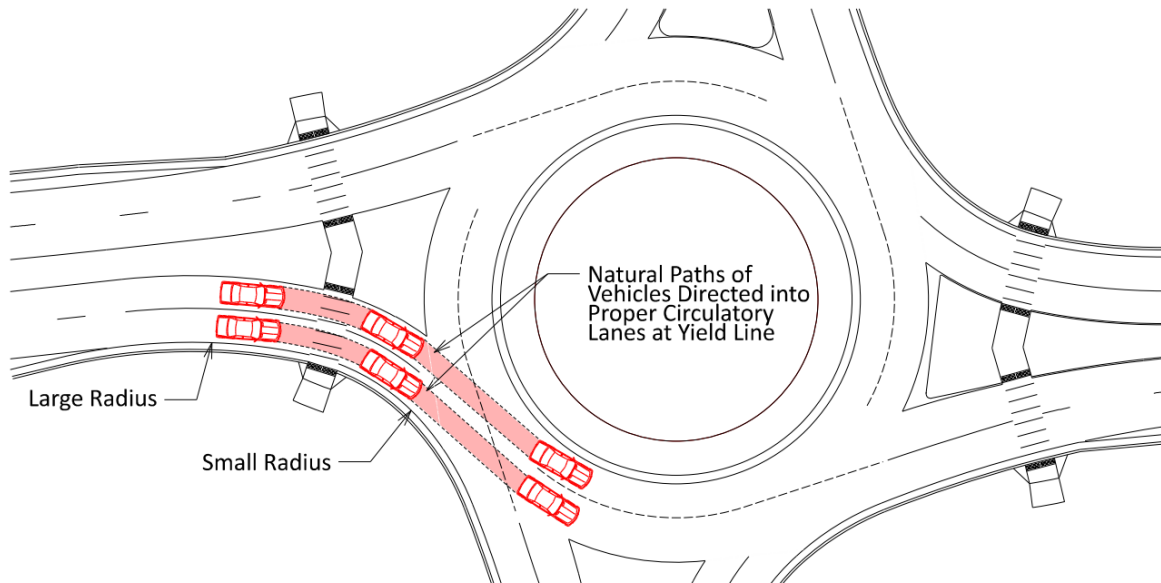 Natural Paths of
Vehicles Directed into
Proper Circulatory
Lanes at Yield Line
Large Radius
Small Radius